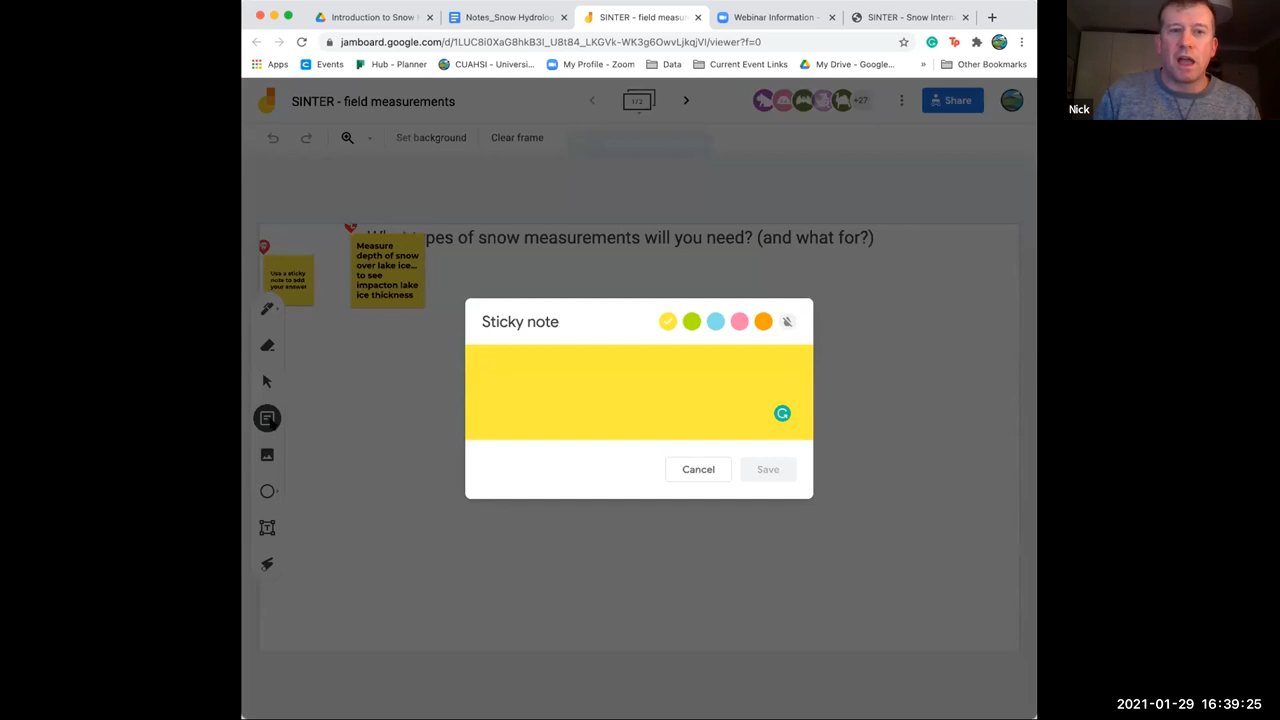 Introduction to Snow
Notes_Snow Hydrolog
SINTER - field measur
Webinar Information -
SINTER - Snow Intern
jamboard.google.com/d/1LUC8i0XaG8hkB3I_U8t84_LKGVk-WK3g6OwvLjkqjVI/viewer?f=0
Apps
Events
Hub - Planner
CUAHSI - Universi...
My Profile - Zoom
Data
Current Event Links
My Drive - Google...
»
Other Bookmarks
Nick
SINTER - field measurements
1/2
+27
Share
Set background
Clear frame
pes of snow measurements will you need? (and what for?)
Use a sticky
note to add
your answer
Measure
depth of snow
over lake ice...
to see
impacton lake
ice thickness
Sticky note
Cancel
Save
2021-01-29 16:39:25